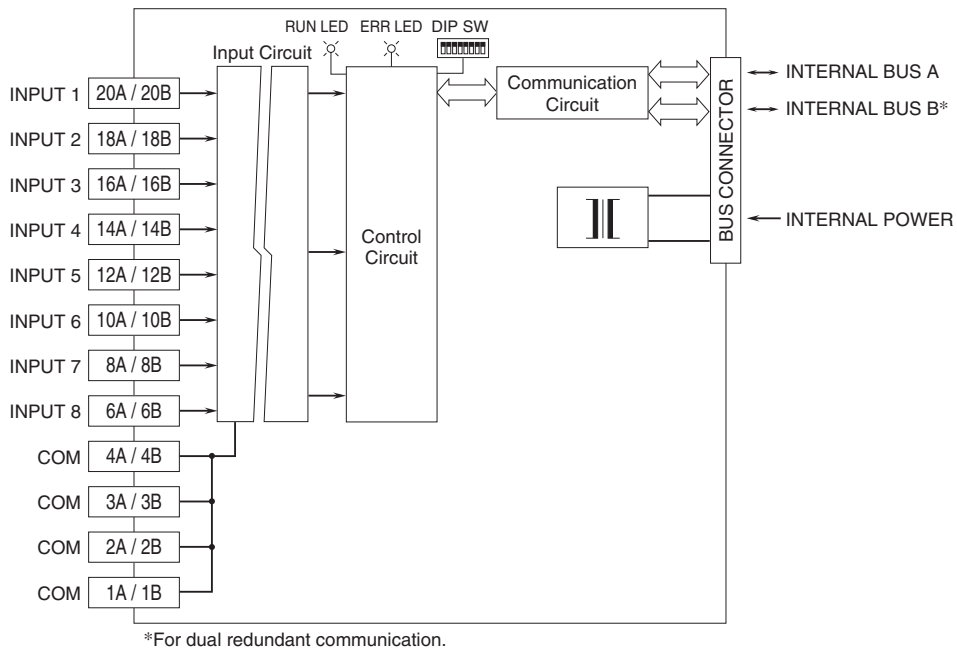 RUN LED
ERR LED
DIP SW
Input Circuit
INPUT 1 20A / 20B
INPUT 2 18A / 18B
INPUT 3 16A / 16B
INPUT 4 14A / 14B
INPUT 5 12A / 12B
INPUT 6 10A / 10B
INPUT 7 8A / 8B
INPUT 8 6A / 6B
COM 4A / 4B
COM 3A / 3B
COM 2A / 2B
COM 1A / 1B
Control
Circuit
Communication
Circuit
BUS CONNECTOR
INTERNAL BUS A
INTERNAL BUS B*
INTERNAL POWER
*For dual redundant communication.